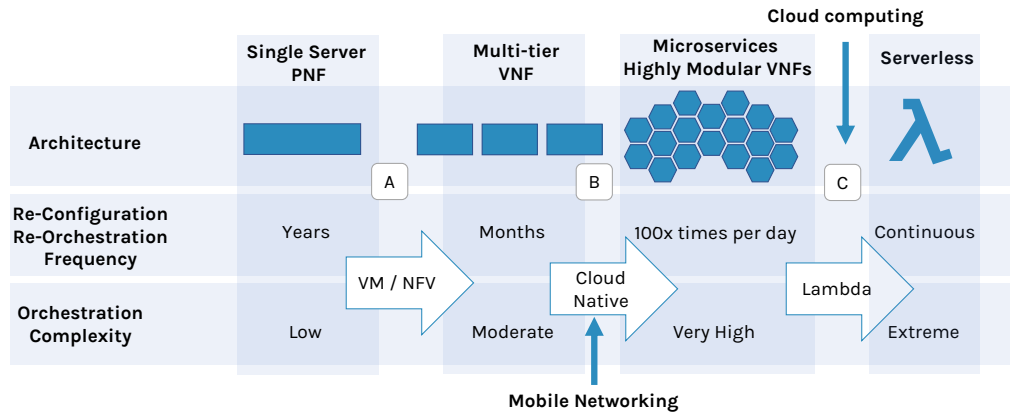 Cloud computing
Single Server
PNF
Multi-tier
VNF
Microservices
Highly Modular VNFs
Serverless
Architecture
λ
A
B
C
Re-Configuration
Re-Orchestration
Frequency
Years
Months
100x times per day
Continuous
VM / NFV
Cloud
Native
Lambda
Orchestration
Complexity
Low
Moderate
Very High
Extreme
Mobile Networking